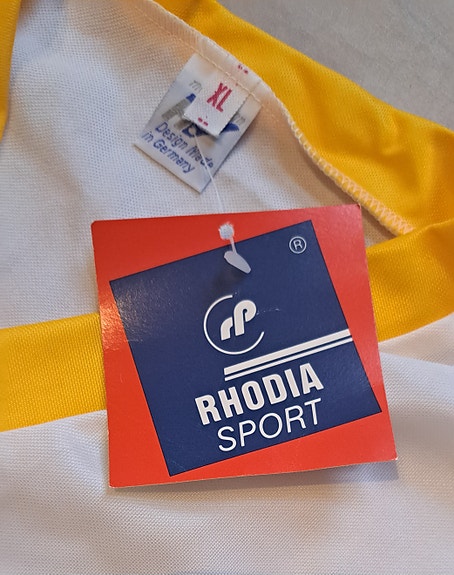 XL
Design made
in Germany
®
rP
RHODIA
SPORT